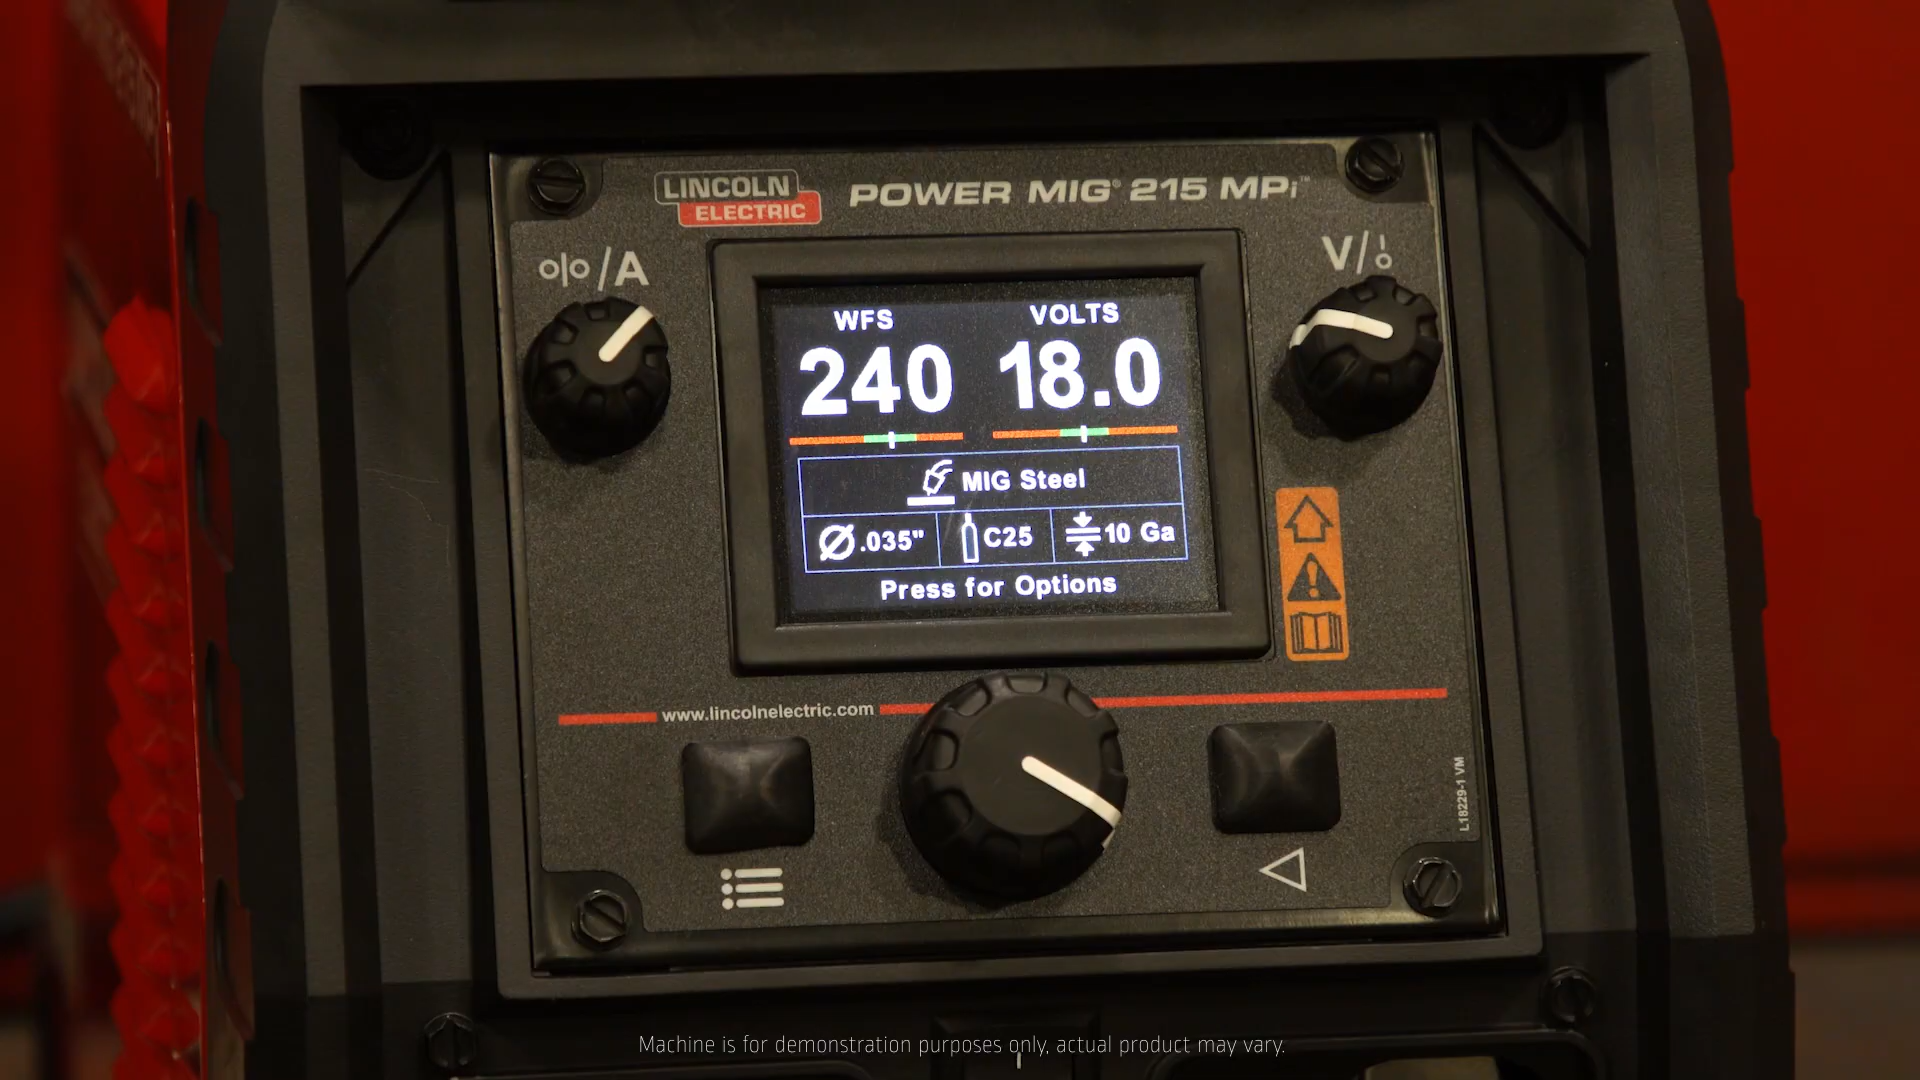 LINCOLN
ELECTRIC
POWER MIG® 215 MPi™
/A
V/
WFS VOLTS
240 18.0
MIG Steel
.035" C25 10 Ga
Press for Options
www.lincolnelectric.com
L18229-1 VM
Machine is for demonstration purposes only, actual product may vary.